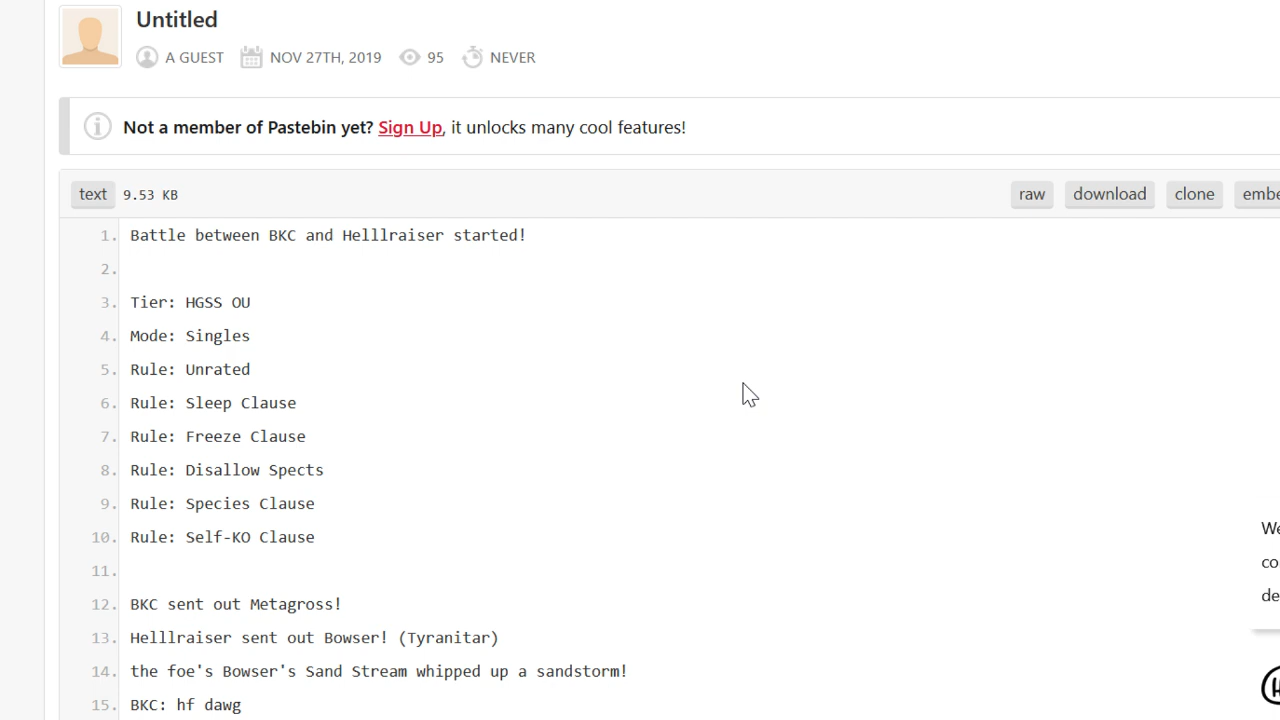 Untitled
A GUEST NOV 27TH, 2019 95 NEVER
Not a member of Pastebin yet? Sign Up, it unlocks many cool features!
text 9.53 KB raw download clone embe
1. Battle between BKC and Helllraiser started!
2.
3. Tier: HGSS OU
4. Mode: Singles
5. Rule: Unrated
6. Rule: Sleep Clause
7. Rule: Freeze Clause
8. Rule: Disallow Spects
9. Rule: Species Clause
We
10. Rule: Self-KO Clause
co
11.
de
12. BKC sent out Metagross!
13. Helllraiser sent out Bowser! (Tyranitar)
14. the foe's Bowser's Sand Stream whipped up a sandstorm!
15. BKC: hf dawg